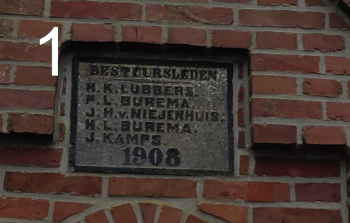 1
BESTUURSLEDEN
H.K. LUBBERS.
P.L. BUREMA.
J.H.v. NIEJENHUIS.
H.L. BUREMA.
J. KAMPS.
1908